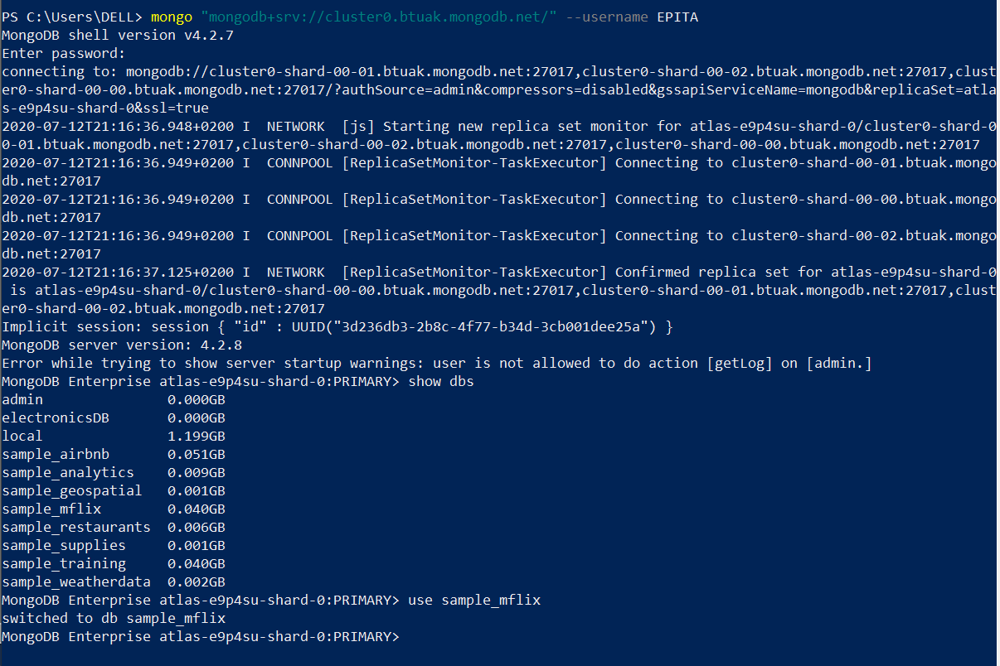 PS C:\Users\DELL> mongo "mongodb+srv://cluster0.btuak.mongodb.net/" --username EPITA
MongoDB shell version v4.2.7
Enter password:
connecting to: mongodb://cluster0-shard-00-01.btuak.mongodb.net:27017,cluster0-shard-00-02.btuak.mongodb.net:27017,clust
er0-shard-00-00.btuak.mongodb.net:27017/?authSource=admin&compressors=disabled&gssapiServiceName=mongodb&replicaSet=atla
s-e9p4su-shard-0&ssl=true
2020-07-12T21:16:36.948+0200 I  NETWORK  [js] Starting new replica set monitor for atlas-e9p4su-shard-0/cluster0-shard-0
0-01.btuak.mongodb.net:27017,cluster0-shard-00-02.btuak.mongodb.net:27017,cluster0-shard-00-00.btuak.mongodb.net:27017
2020-07-12T21:16:36.949+0200 I  CONNPOOL [ReplicaSetMonitor-TaskExecutor] Connecting to cluster0-shard-00-01.btuak.mongo
db.net:27017
2020-07-12T21:16:36.949+0200 I  CONNPOOL [ReplicaSetMonitor-TaskExecutor] Connecting to cluster0-shard-00-00.btuak.mongo
db.net:27017
2020-07-12T21:16:36.949+0200 I  CONNPOOL [ReplicaSetMonitor-TaskExecutor] Connecting to cluster0-shard-00-02.btuak.mongo
db.net:27017
2020-07-12T21:16:37.125+0200 I  NETWORK  [ReplicaSetMonitor-TaskExecutor] Confirmed replica set for atlas-e9p4su-shard-0
 is atlas-e9p4su-shard-0/cluster0-shard-00-00.btuak.mongodb.net:27017,cluster0-shard-00-01.btuak.mongodb.net:27017,clust
er0-shard-00-02.btuak.mongodb.net:27017
Implicit session: session { "id" : UUID("3d236db3-2b8c-4f77-b34d-3cb001dee25a") }
MongoDB server version: 4.2.8
Error while trying to show server startup warnings: user is not allowed to do action [getLog] on [admin.]
MongoDB Enterprise atlas-e9p4su-shard-0:PRIMARY> show dbs
admin               0.000GB
electronicsDB       0.000GB
local               1.199GB
sample_airbnb       0.051GB
sample_analytics    0.009GB
sample_geospatial   0.001GB
sample_mflix        0.040GB
sample_restaurants  0.006GB
sample_supplies     0.001GB
sample_training     0.040GB
sample_weatherdata  0.002GB
MongoDB Enterprise atlas-e9p4su-shard-0:PRIMARY> use sample_mflix
switched to db sample_mflix
MongoDB Enterprise atlas-e9p4su-shard-0:PRIMARY>